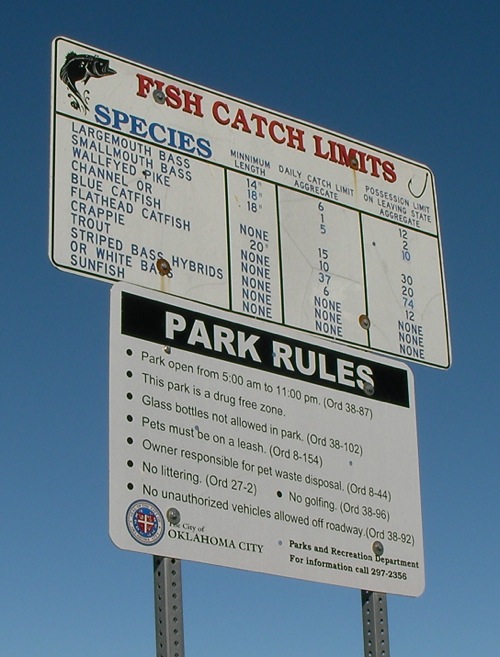 FISH CATCH LIMITS
SPECIES
MINNIMUM LENGTH
DAILY CATCH LIMIT AGGRECATE
POSSESSION LIMIT ON LEAVING STATE AGGREGATE
LARGEMOUTH BASS 14" 6 12
SMALLMOUTH BASS 18" 1 2
WALLFYED PIKE 18" 5 10
CHANNEL OR
BLUE CATFISH NONE 15 30
FLATHEAD CATFISH 20" 10 20
CRAPPIE NONE 37 74
TROUT NONE 6 12
STRIPED BASS HYBRIDS NONE NONE NONE
OR WHITE BASS NONE NONE NONE
SUNFISH NONE NONE NONE
PARK RULES
• Park open from 5:00 am to 11:00 pm. (Ord 38-87)
• This park is a drug free zone.
• Glass bottles not allowed in park. (Ord 38-102)
• Pets must be on a leash. (Ord 8-154)
• Owner responsible for pet waste disposal. (Ord 8-44)
• No littering. (Ord 27-2) • No golfing. (Ord 38-96)
• No unauthorized vehicles allowed off roadway.(Ord 38-92)
The City of
OKLAHOMA CITY
Parks and Recreation Department
For information call 297-2356